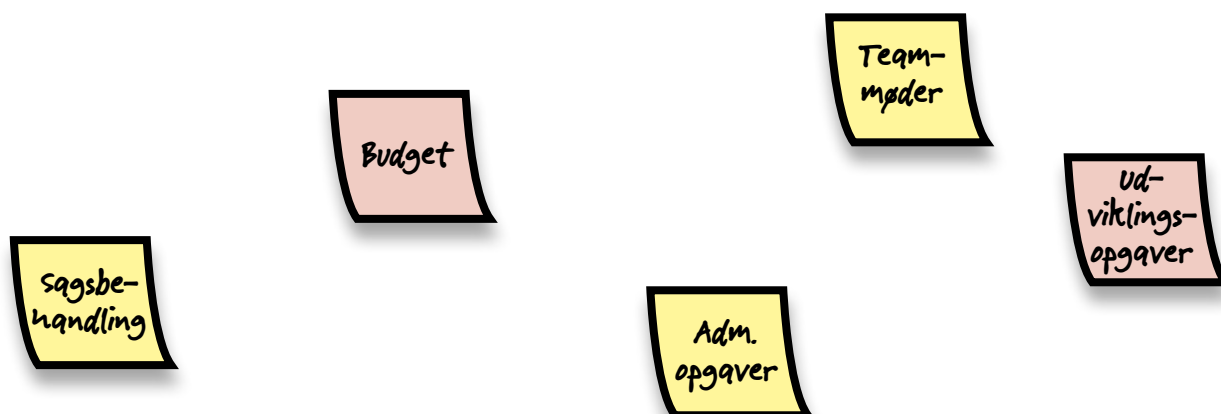 Team-
møder
Budget
Ud-
viklings-
opgaver
Sagsbe-
handling
Adm.
opgaver